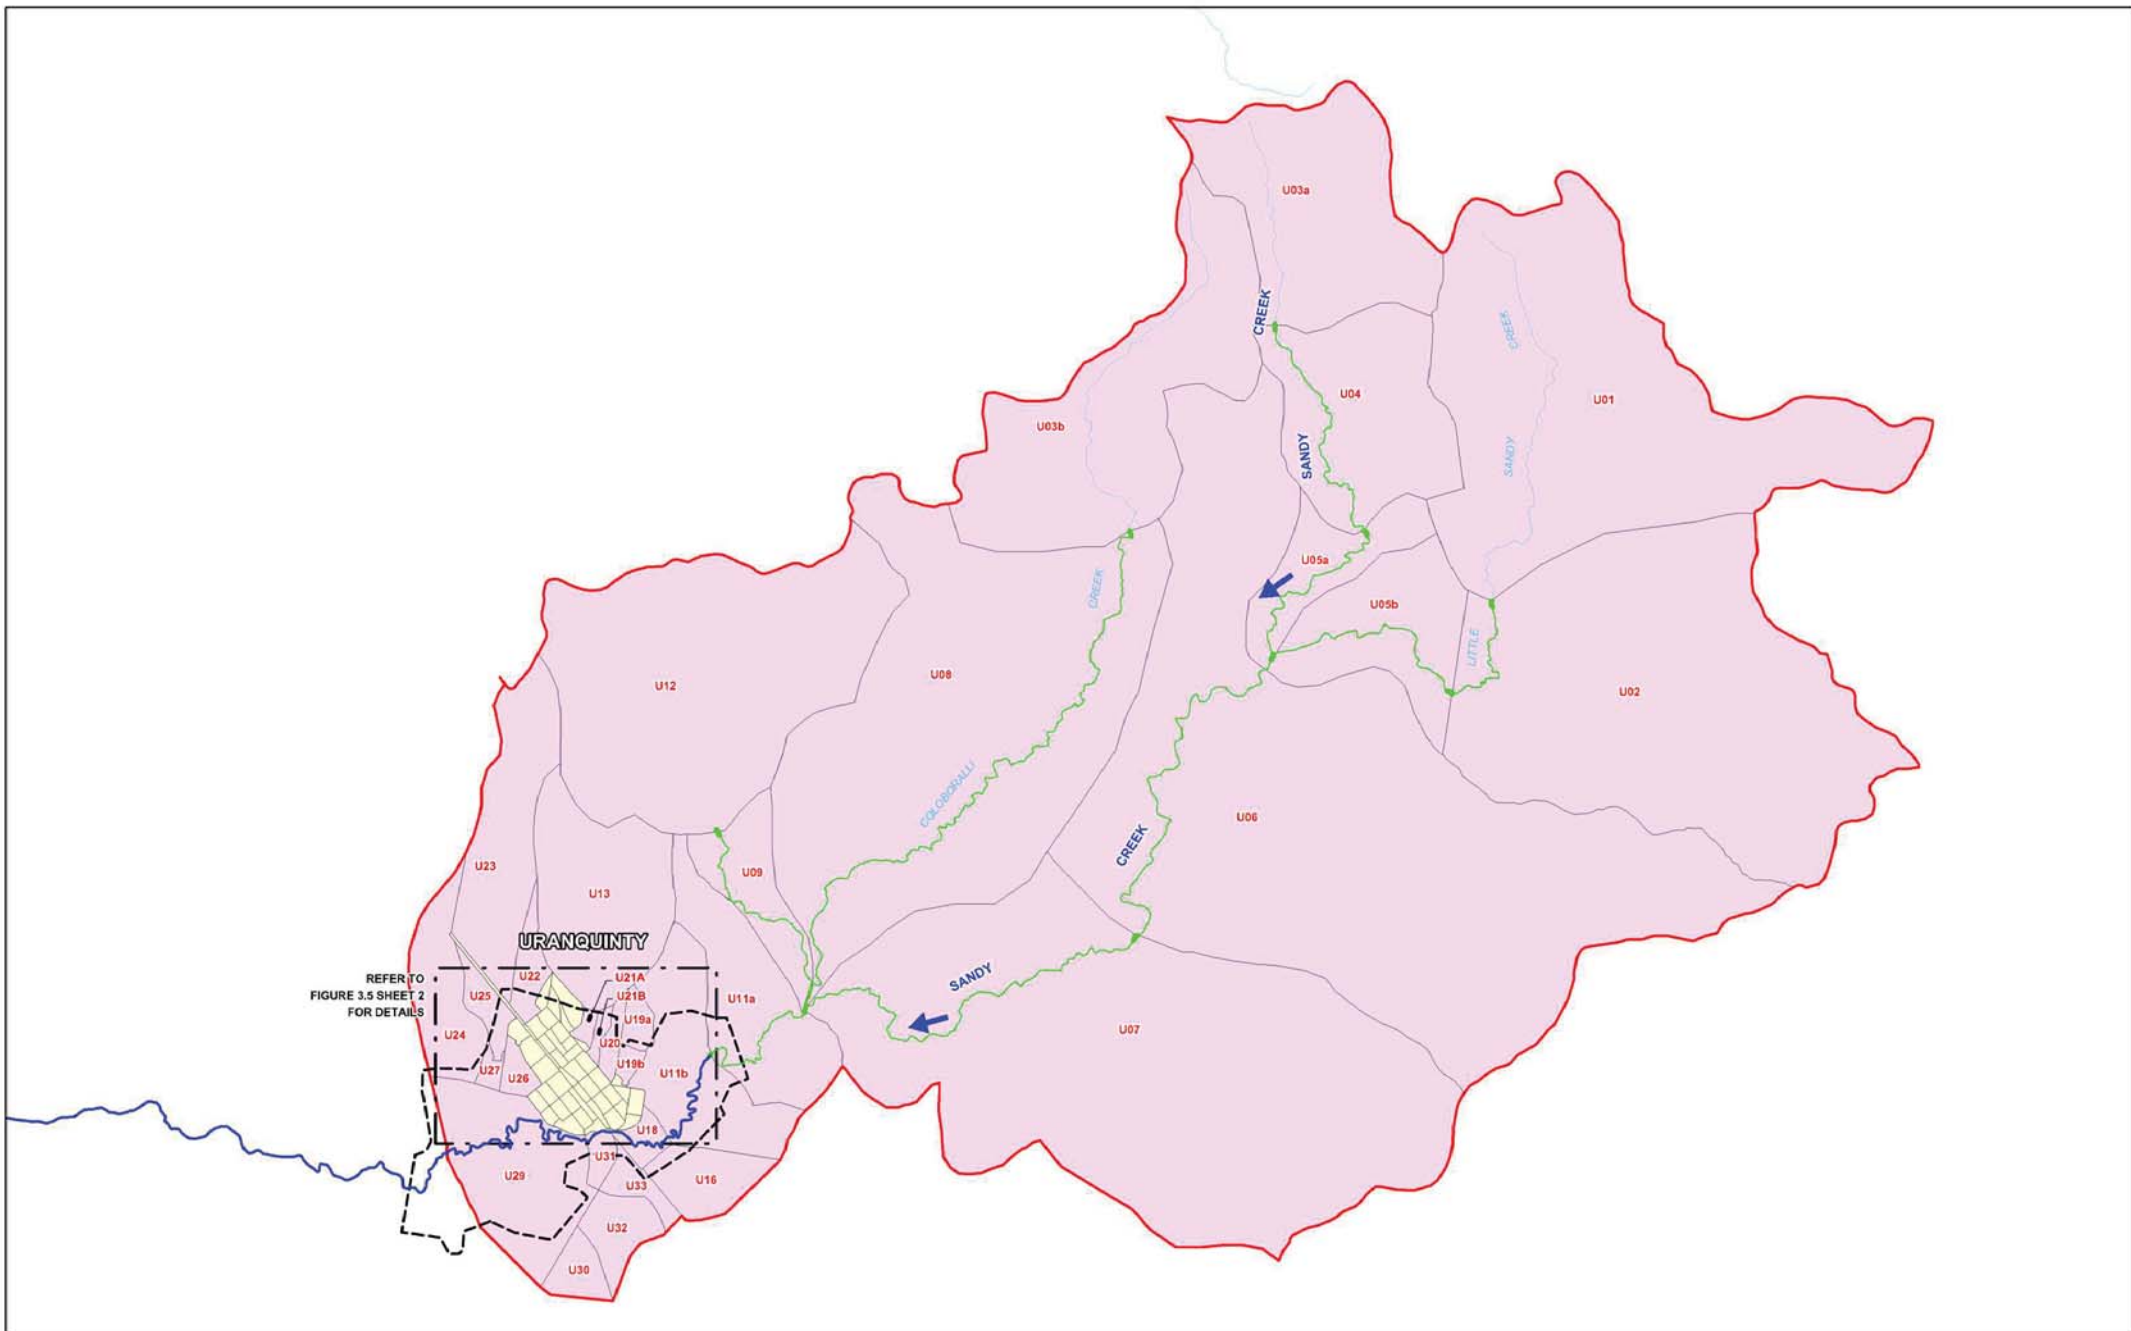 U03a
CREEK
CREEK
U04
U01
U03b
SANDY
SANDY
U05a
CREEK
U05b
LITTLE
U08
U12
U02
COLOBORALLI
U06
CREEK
U23
U09
U13
URANQUINTY
REFER TO
FIGURE 3.5 SHEET 2
FOR DETAILS
U22
U21A
SANDY
U25
U21B
U11a
U19a
U07
U24
U20
U27
U26
U19b
U11b
U18
U31
U29
U33
U16
U32
U30